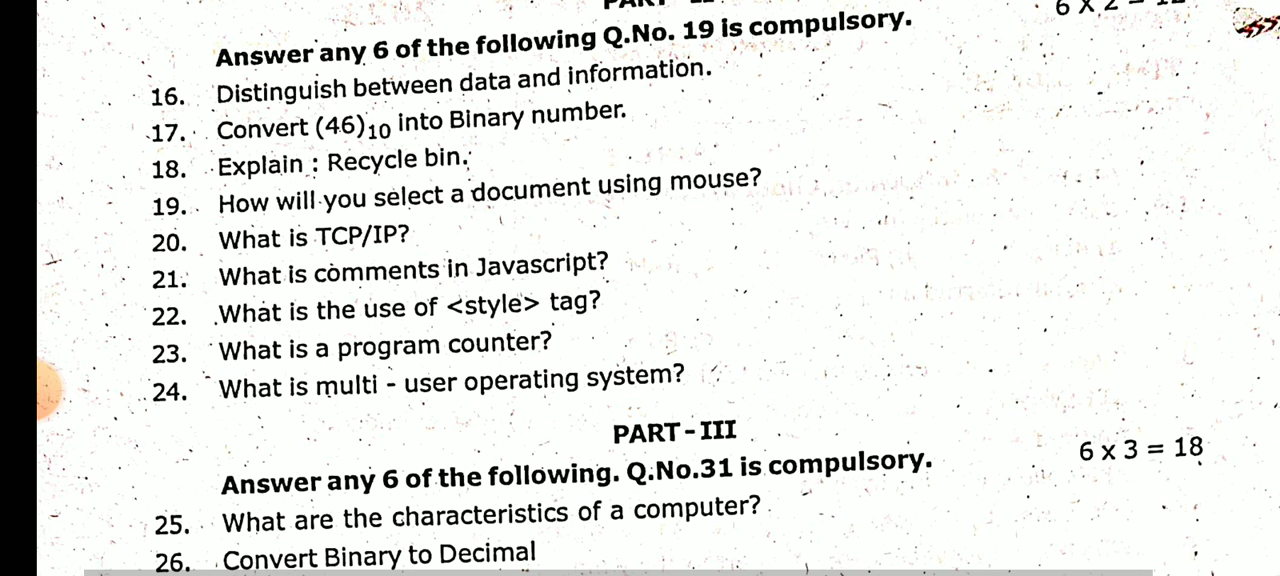 Answer any 6 of the following Q.No. 19 is compulsory.
16. Distinguish between data and information.
17. Convert (46)₁₀ into Binary number.
18. Explain : Recycle bin.
19. How will you select a document using mouse?
20. What is TCP/IP?
21. What is comments in Javascript?
22. What is the use of <style> tag?
23. What is a program counter?
24. What is multi - user operating system?
PART - III
Answer any 6 of the following. Q.No.31 is compulsory. 6 x 3 = 18
25. What are the characteristics of a computer?
26. Convert Binary to Decimal